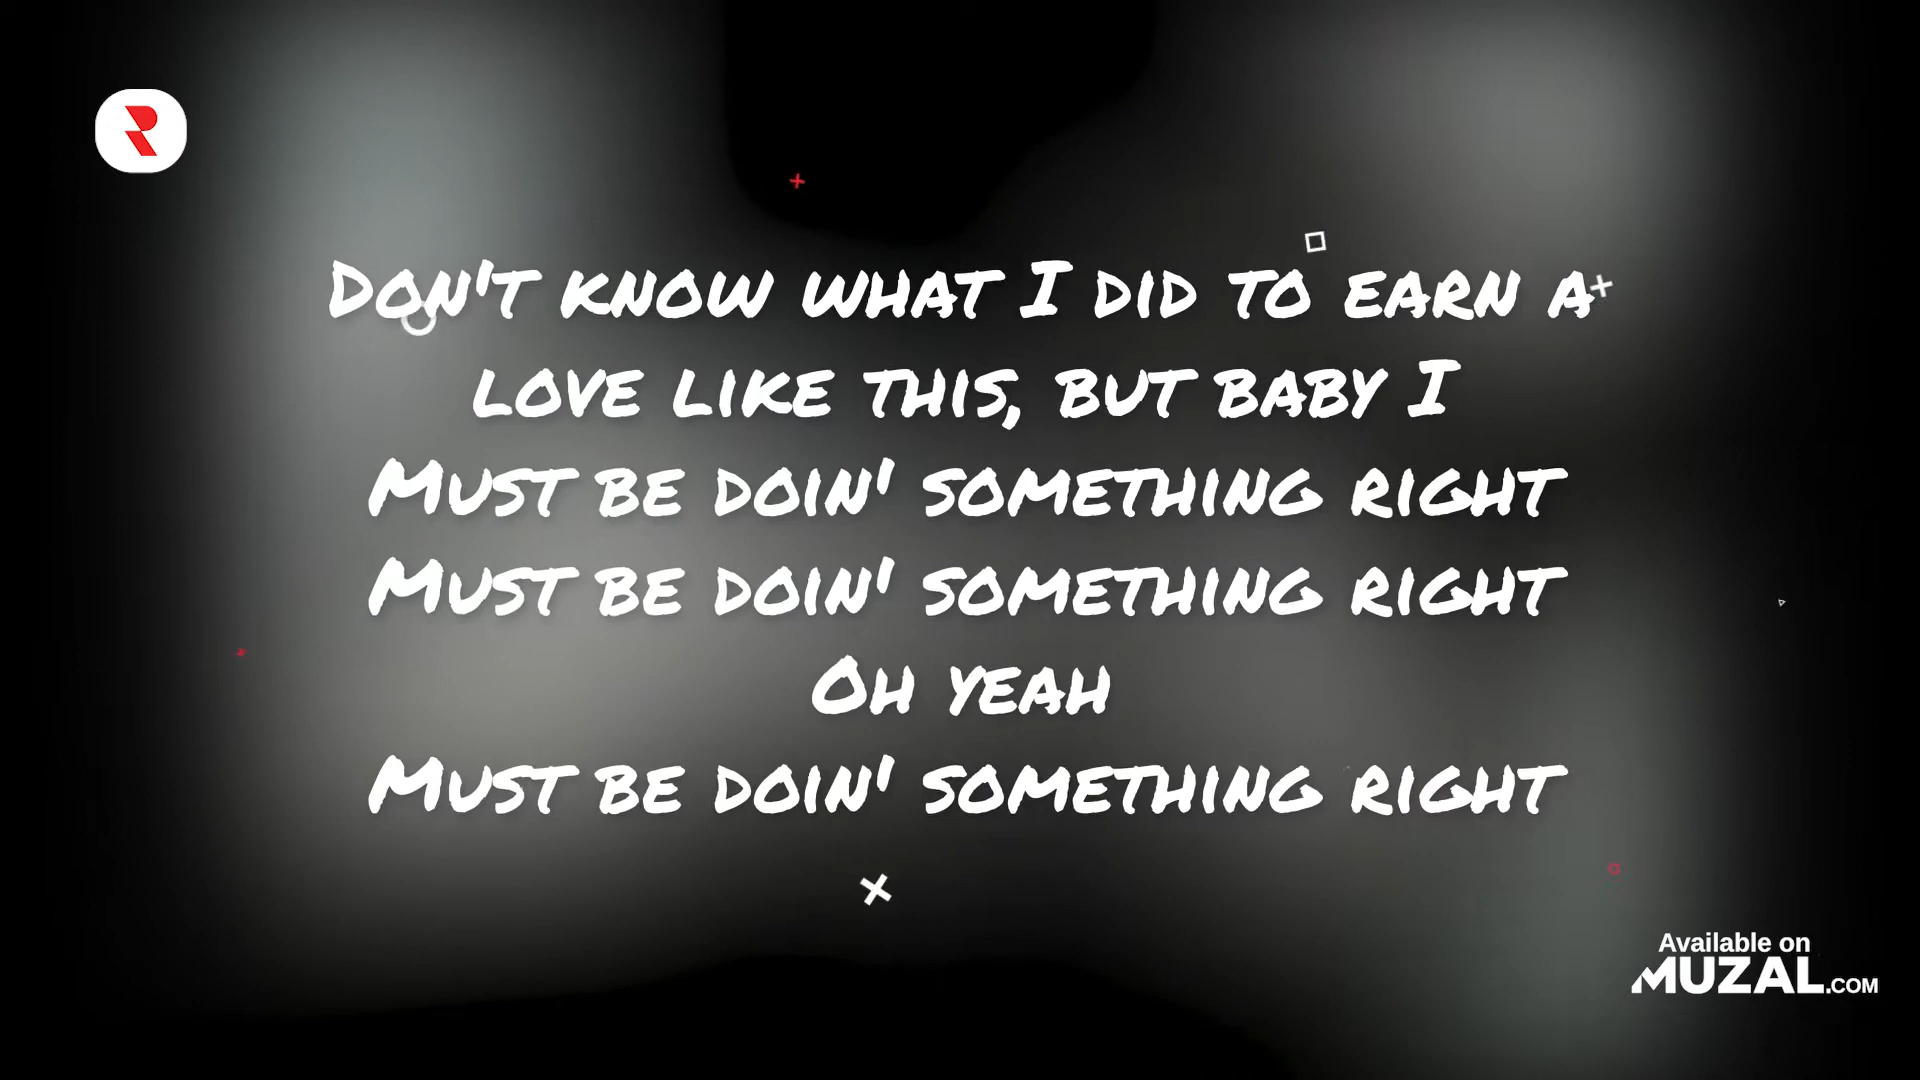 Don't know what I did to earn a
love like this, but baby I
Must be doin' something right
Must be doin' something right
Oh yeah
Must be doin' something right
Available on
MUZAL.COM